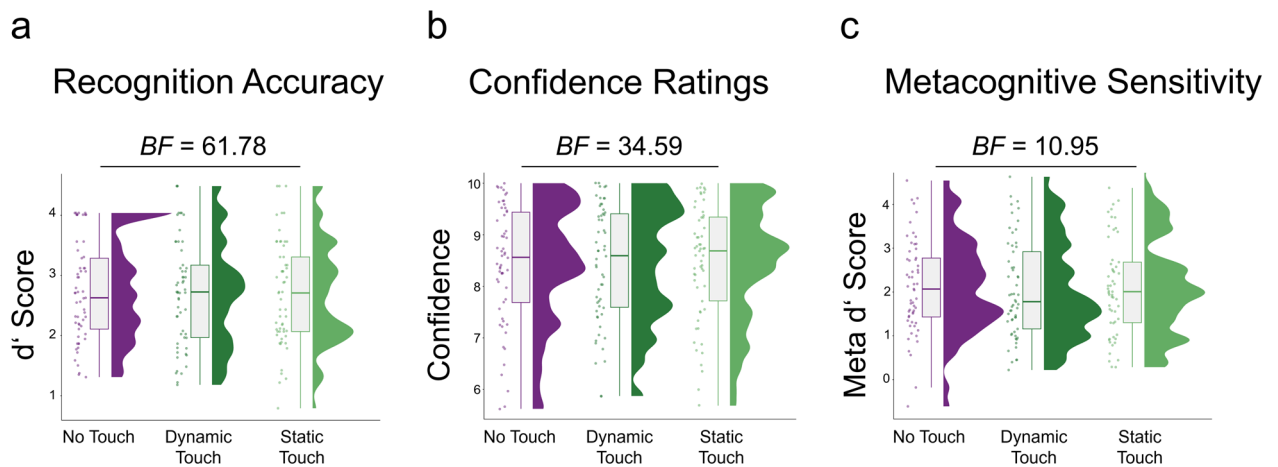 a
Recognition Accuracy
BF = 61.78
d‘ Score
4
3
2
1
No Touch
Dynamic
Touch
Static
Touch
b
Confidence Ratings
BF = 34.59
Confidence
10
9
8
7
6
No Touch
Dynamic
Touch
Static
Touch
c
Metacognitive Sensitivity
BF = 10.95
Meta d‘ Score
4
3
2
1
0
No Touch
Dynamic
Touch
Static
Touch